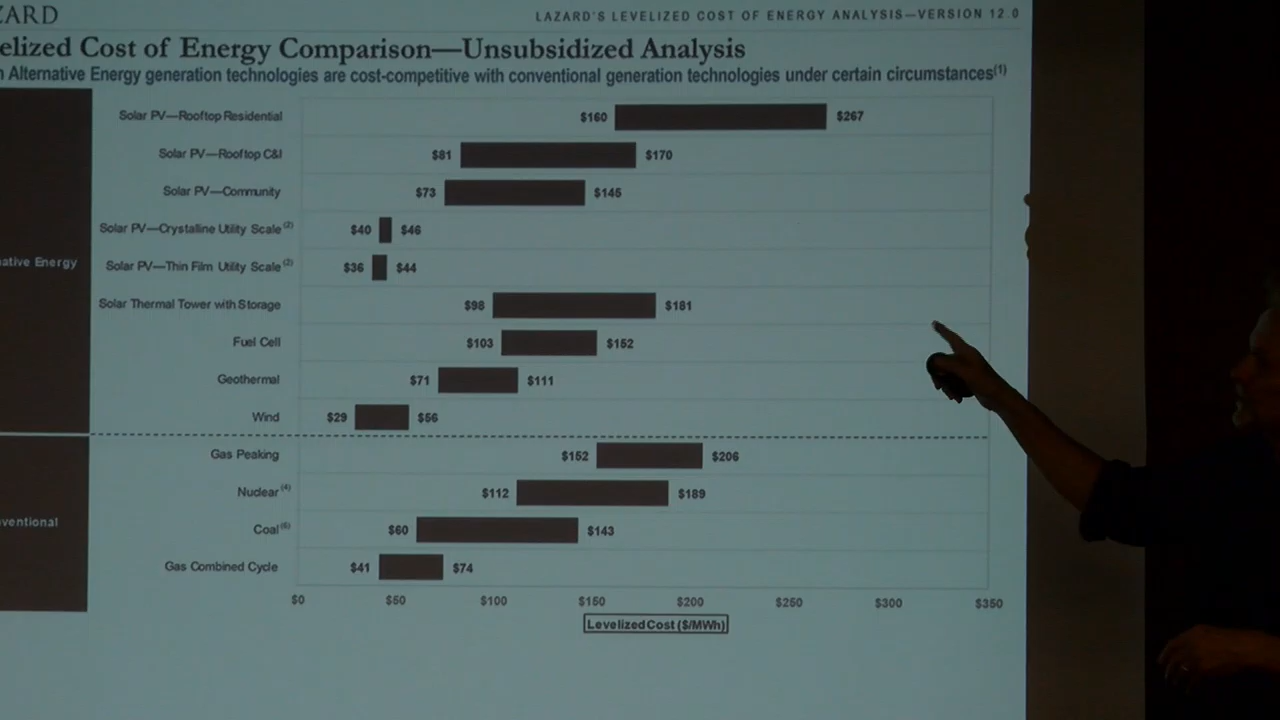 ZARD
LAZARD'S LEVELIZED COST OF ENERGY ANALYSIS—VERSION 12.0
elized Cost of Energy Comparison—Unsubsidized Analysis
n Alternative Energy generation technologies are cost-competitive with conventional generation technologies under certain circumstances(1)
Solar PV—Rooftop Residential $160 $267
Solar PV—Rooftop C&I $81 $170
Solar PV—Community $73 $145
Solar PV—Crystalline Utility Scale (2) $40 $46
ative Energy
Solar PV—Thin Film Utility Scale (2) $36 $44
Solar Thermal Tower with Storage $98 $181
Fuel Cell $103 $152
Geothermal $71 $111
Wind $29 $56
Gas Peaking $152 $206
Nuclear (4) $112 $189
ventional
Coal (6) $60 $143
Gas Combined Cycle $41 $74
$0 $50 $100 $150 $200 $250 $300 $350
Levelized Cost ($/MWh)